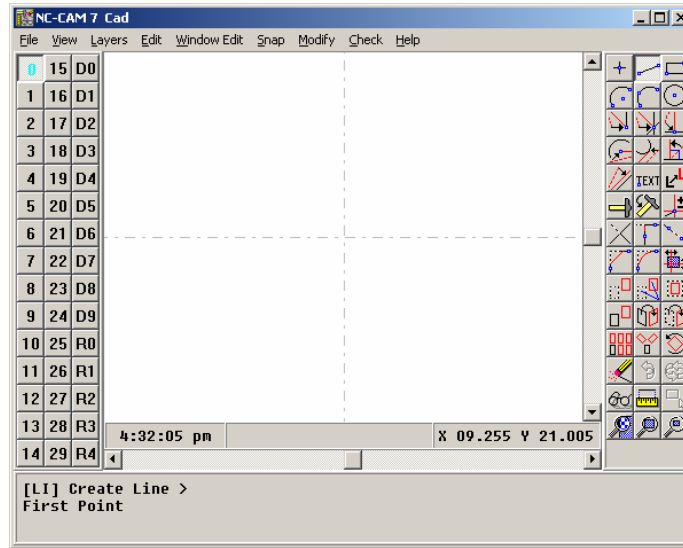 NC-CAM 7 Cad
File View Layers Edit Window Edit Snap Modify Check Help
0 15 D0
1 16 D1
2 17 D2
3 18 D3
4 19 D4
TEXT
5 20 D5
6 21 D6
7 22 D7
8 23 D8
9 24 D9
10 25 R0
11 26 R1
12 27 R2
13 28 R3
14 29 R4
4:32:05 pm X 09.255 Y 21.005
[LI] Create Line >
First Point